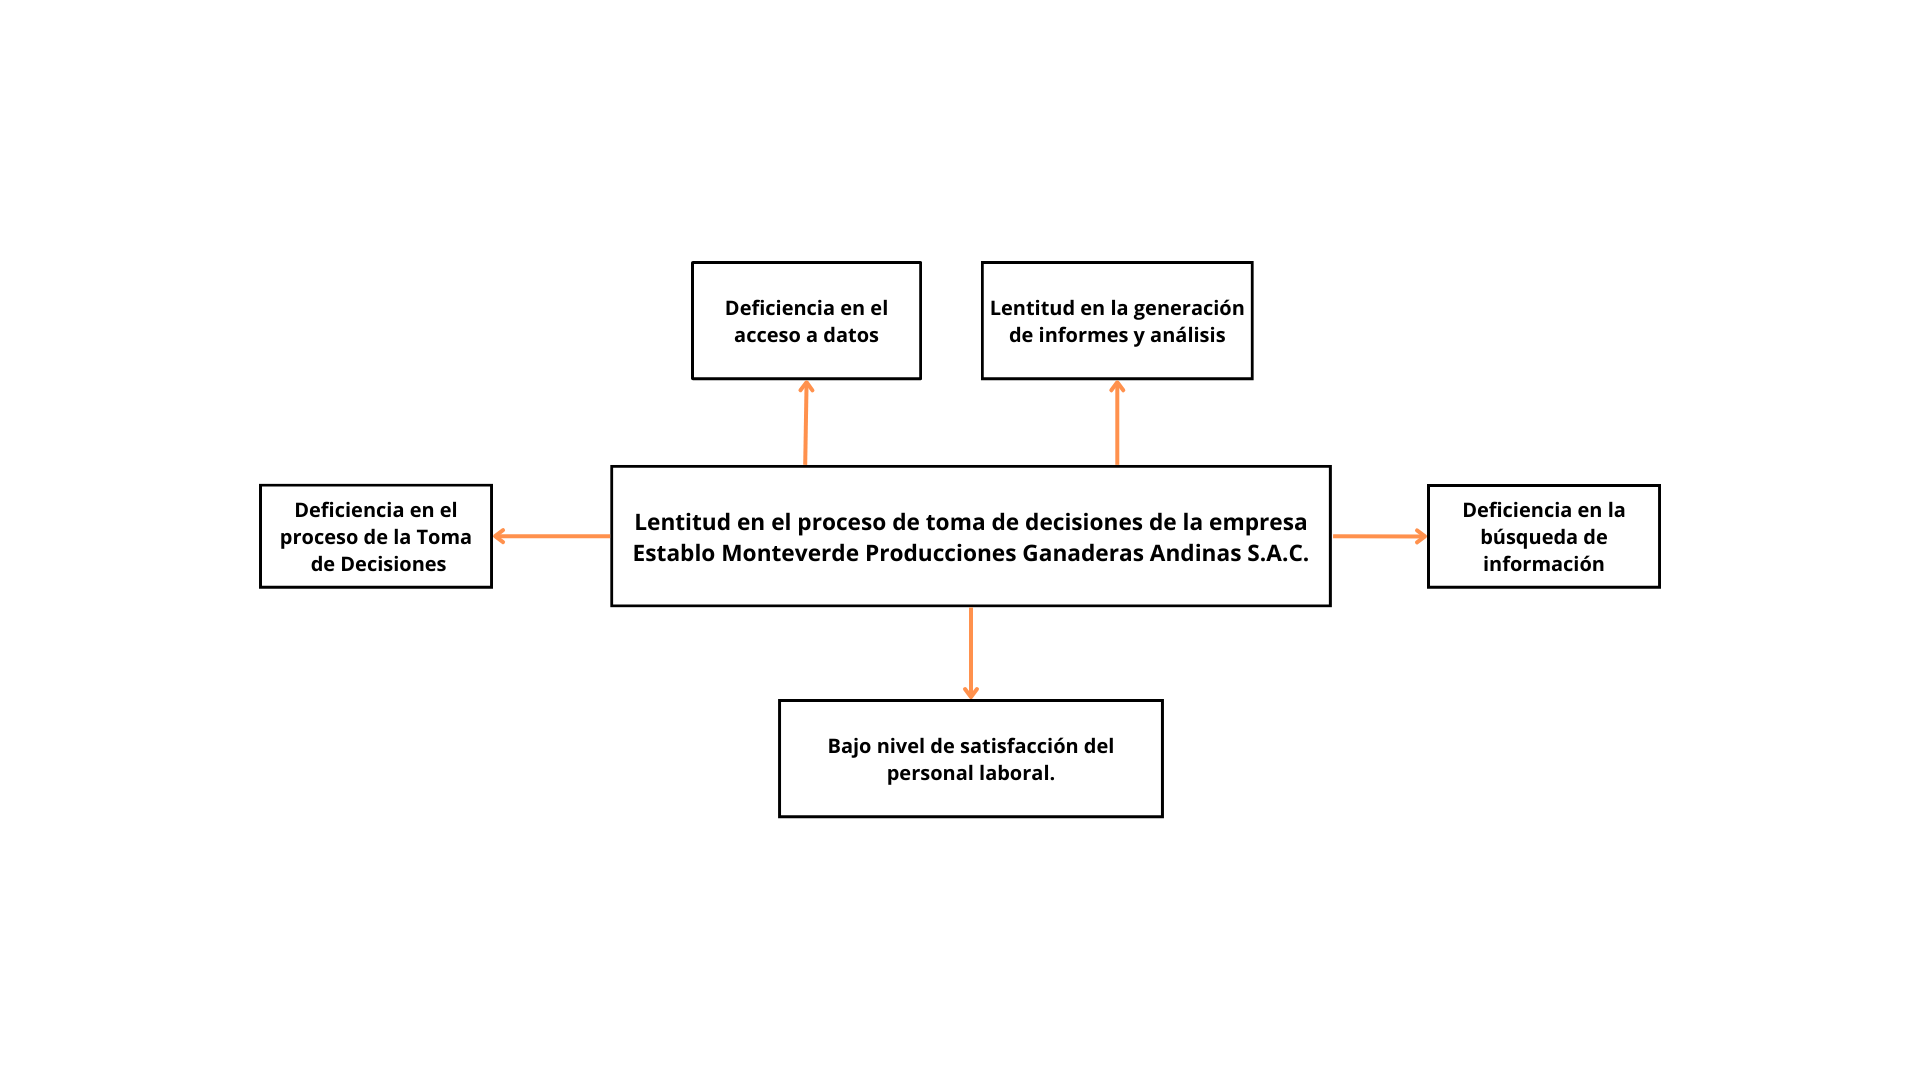 Deficiencia en el
acceso a datos
Lentitud en la generación
de informes y análisis
Deficiencia en el
proceso de la Toma
de Decisiones
Lentitud en el proceso de toma de decisiones de la empresa
Establo Monteverde Producciones Ganaderas Andinas S.A.C.
Deficiencia en la
búsqueda de
información
Bajo nivel de satisfacción del
personal laboral.